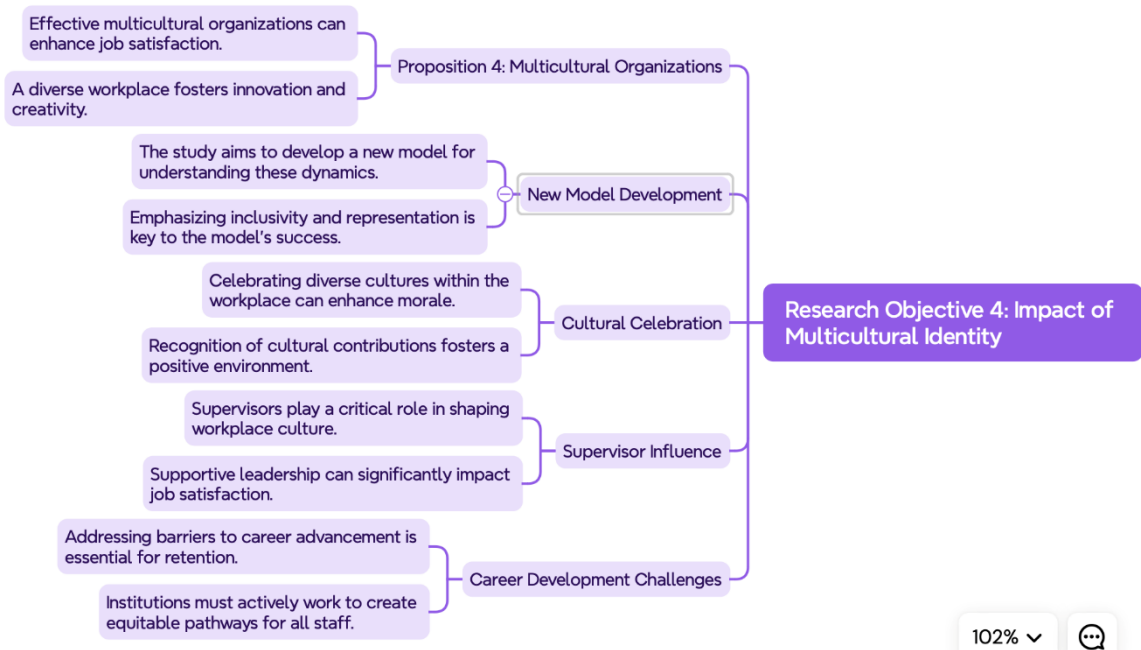 Effective multicultural organizations can
enhance job satisfaction.
A diverse workplace fosters innovation and
creativity.
Proposition 4: Multicultural Organizations
The study aims to develop a new model for
understanding these dynamics.
Emphasizing inclusivity and representation is
key to the model's success.
New Model Development
Celebrating diverse cultures within the
workplace can enhance morale.
Recognition of cultural contributions fosters a
positive environment.
Cultural Celebration
Research Objective 4: Impact of
Multicultural Identity
Supervisors play a critical role in shaping
workplace culture.
Supportive leadership can significantly impact
job satisfaction.
Supervisor Influence
Addressing barriers to career advancement is
essential for retention.
Institutions must actively work to create
equitable pathways for all staff.
Career Development Challenges
102%